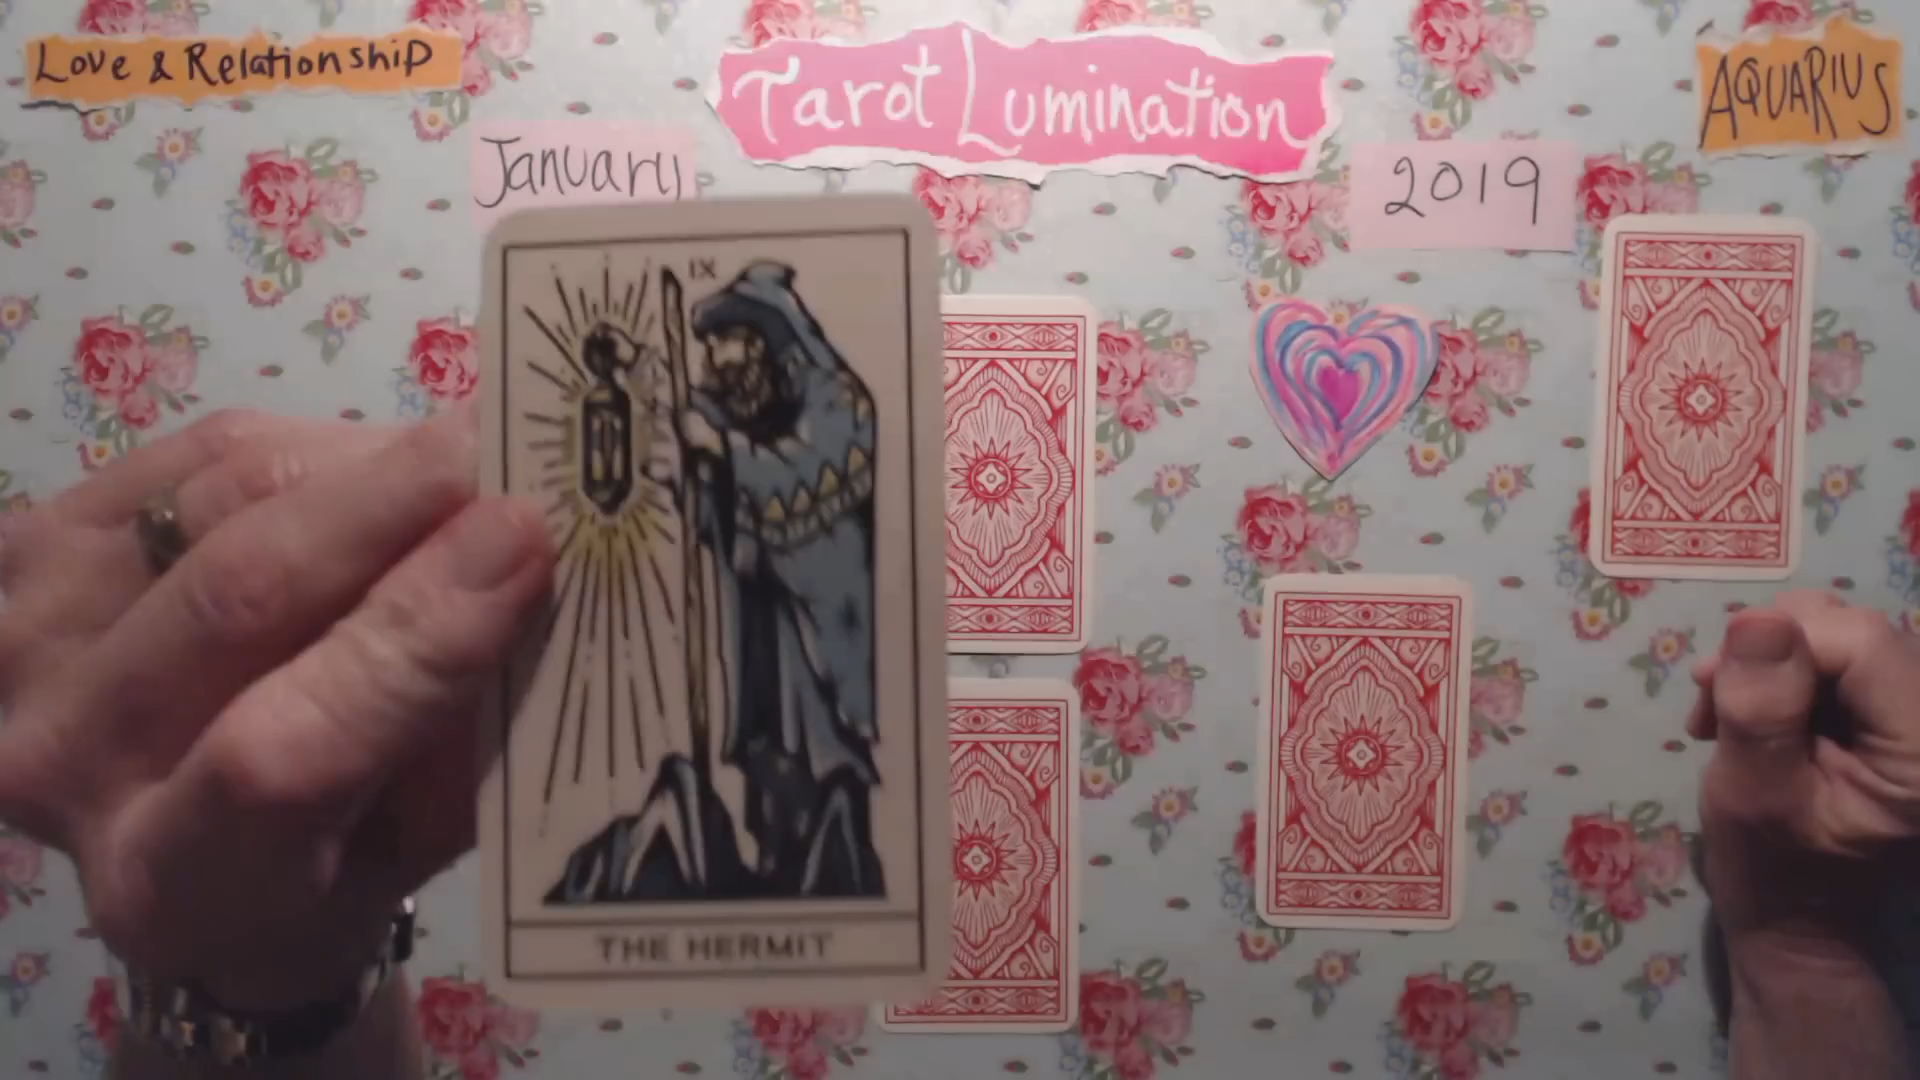 Love & Relationship
Tarot Lumination
AQUARIUS
January
2019
IX
THE HERMIT